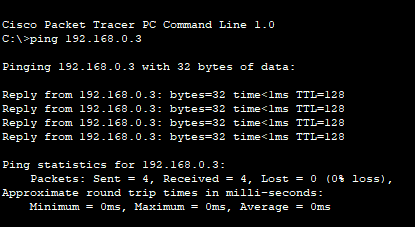 Cisco Packet Tracer PC Command Line 1.0
C:\>ping 192.168.0.3
Pinging 192.168.0.3 with 32 bytes of data:
Reply from 192.168.0.3: bytes=32 time<1ms TTL=128
Reply from 192.168.0.3: bytes=32 time<1ms TTL=128
Reply from 192.168.0.3: bytes=32 time<1ms TTL=128
Reply from 192.168.0.3: bytes=32 time<1ms TTL=128
Ping statistics for 192.168.0.3:
Packets: Sent = 4, Received = 4, Lost = 0 (0% loss),
Approximate round trip times in milli-seconds:
Minimum = 0ms, Maximum = 0ms, Average = 0ms